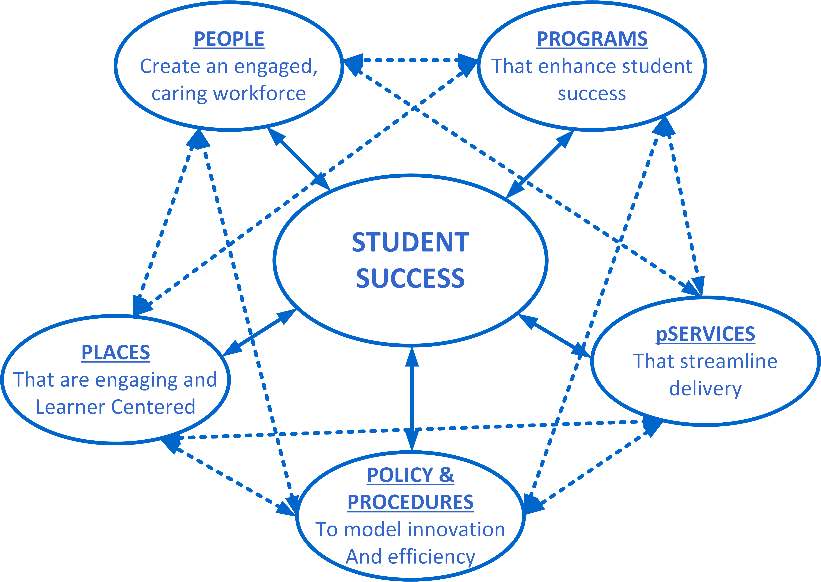 PEOPLE
Create an engaged,
caring workforce
PROGRAMS
That enhance student
success
STUDENT
SUCCESS
PLACES
That are engaging and
Learner Centered
pSERVICES
That streamline
delivery
POLICY &
PROCEDURES
To model innovation
And efficiency